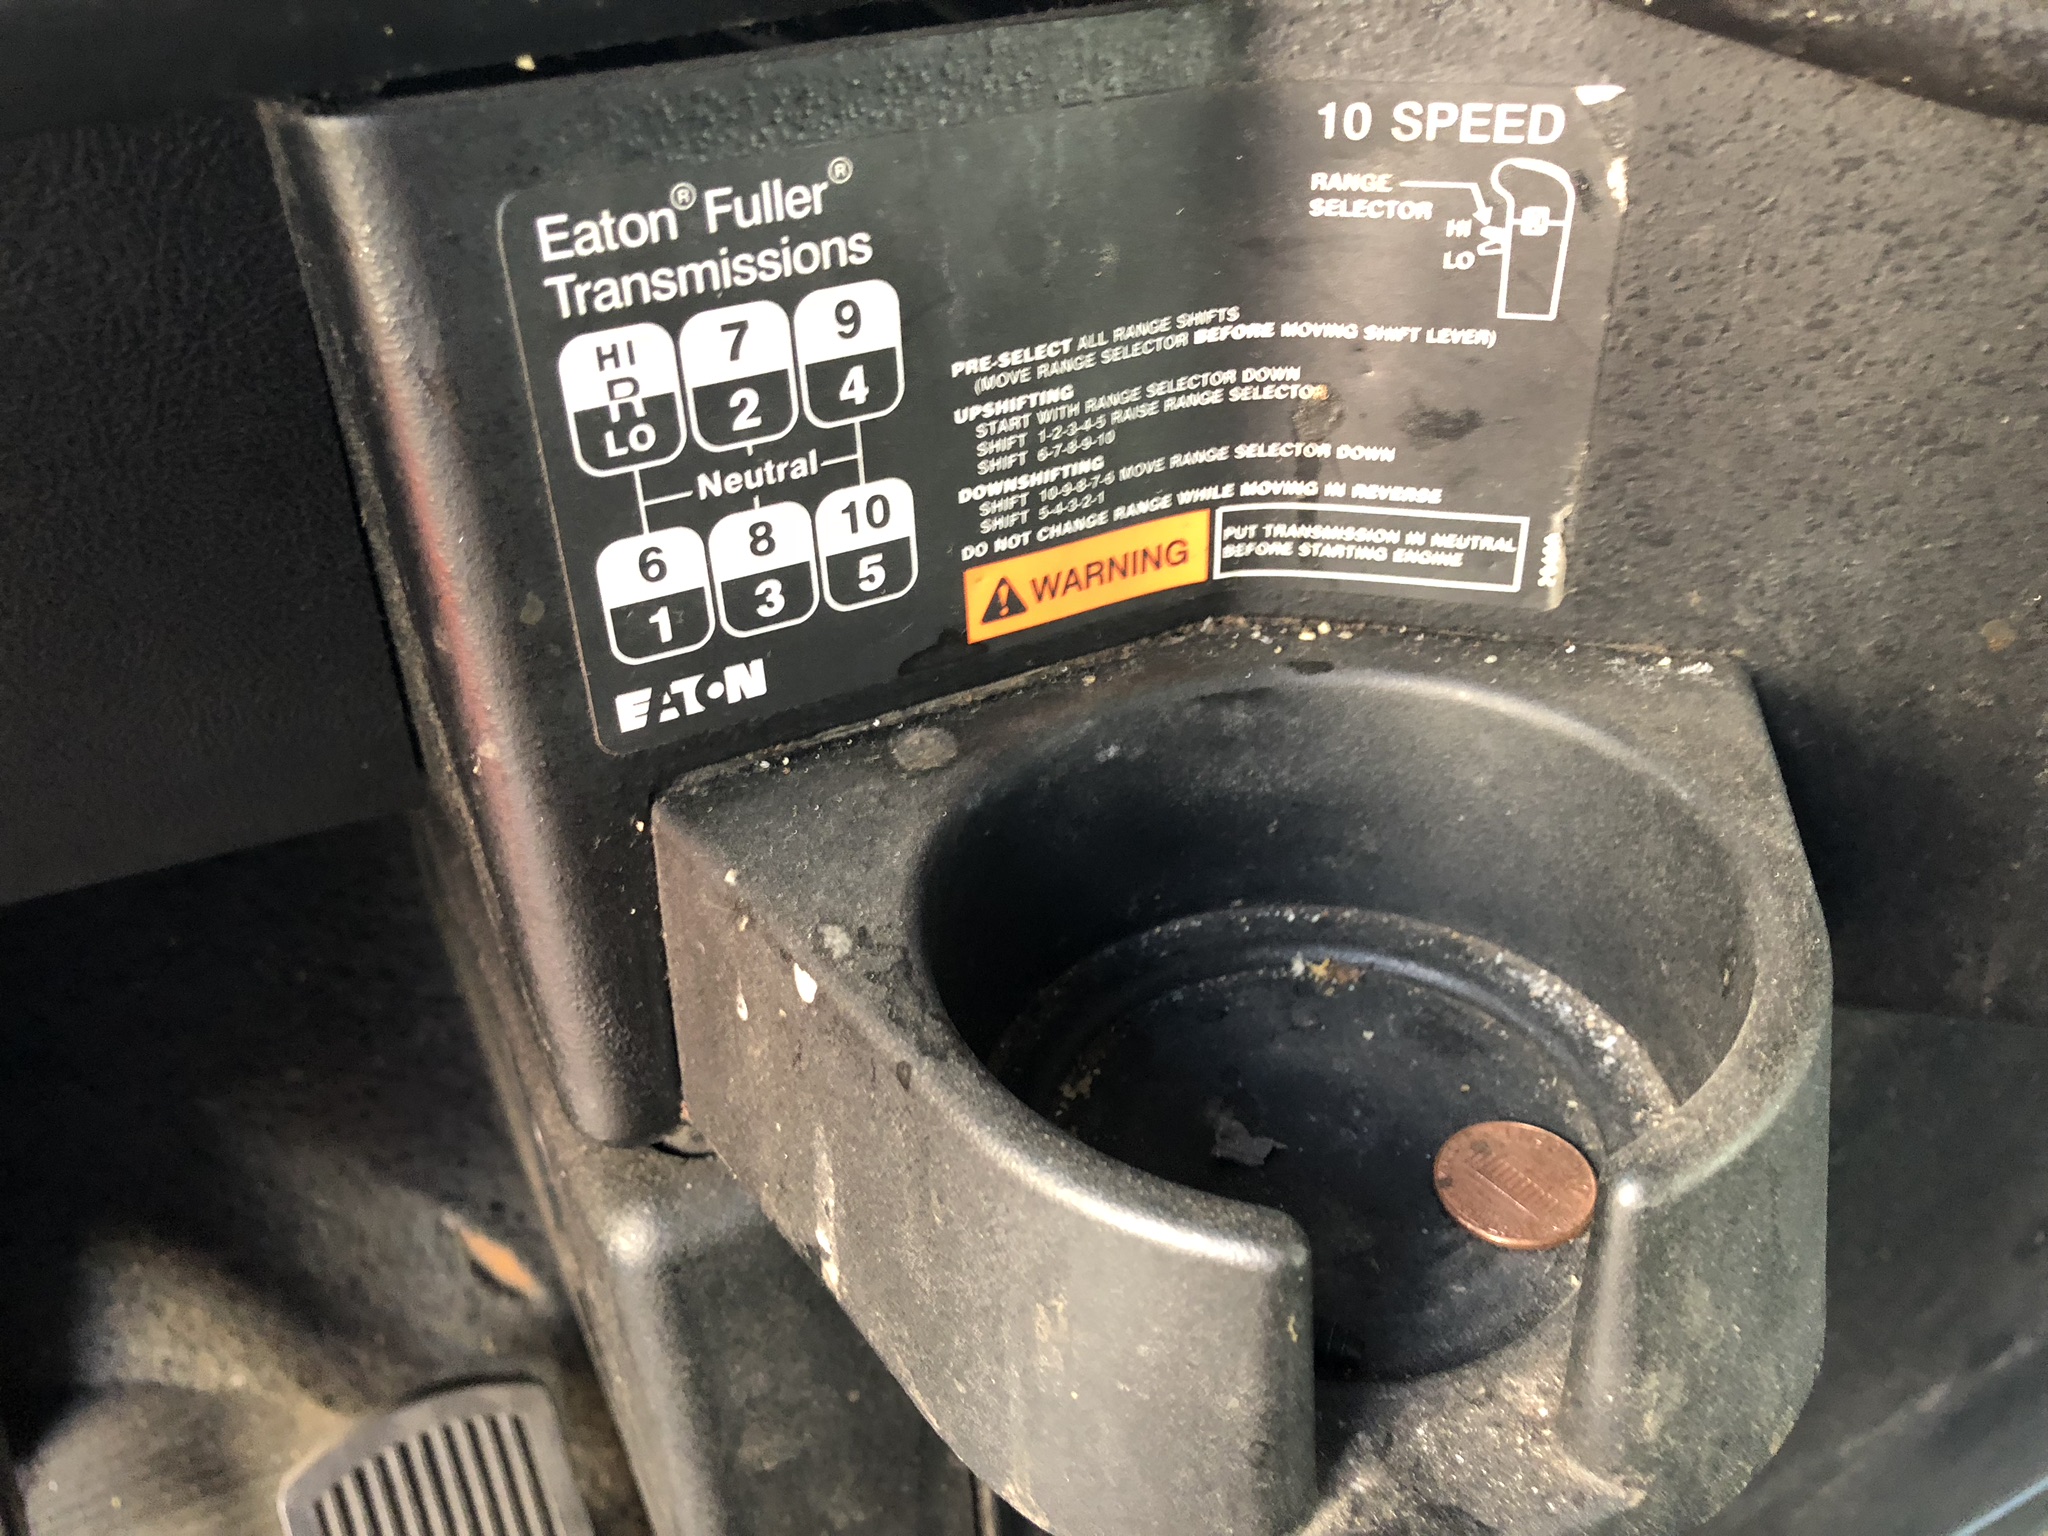 Eaton® Fuller®
Transmissions
HI
R
LO
7
2
9
4
Neutral
6
1
8
3
10
5
EATON
10 SPEED
RANGE
SELECTOR
HI
LO
PRE-SELECT ALL RANGE SHIFTS
(MOVE RANGE SELECTOR BEFORE MOVING SHIFT LEVER)
UPSHIFTING
START WITH RANGE SELECTOR DOWN
SHIFT 1-2-3-4-5 RAISE RANGE SELECTOR
SHIFT 6-7-8-9-10
DOWNSHIFTING
SHIFT 10-9-8-7-6 MOVE RANGE SELECTOR DOWN
SHIFT 5-4-3-2-1
DO NOT CHANGE RANGE WHILE MOVING IN REVERSE
WARNING
PUT TRANSMISSION IN NEUTRAL
BEFORE STARTING ENGINE